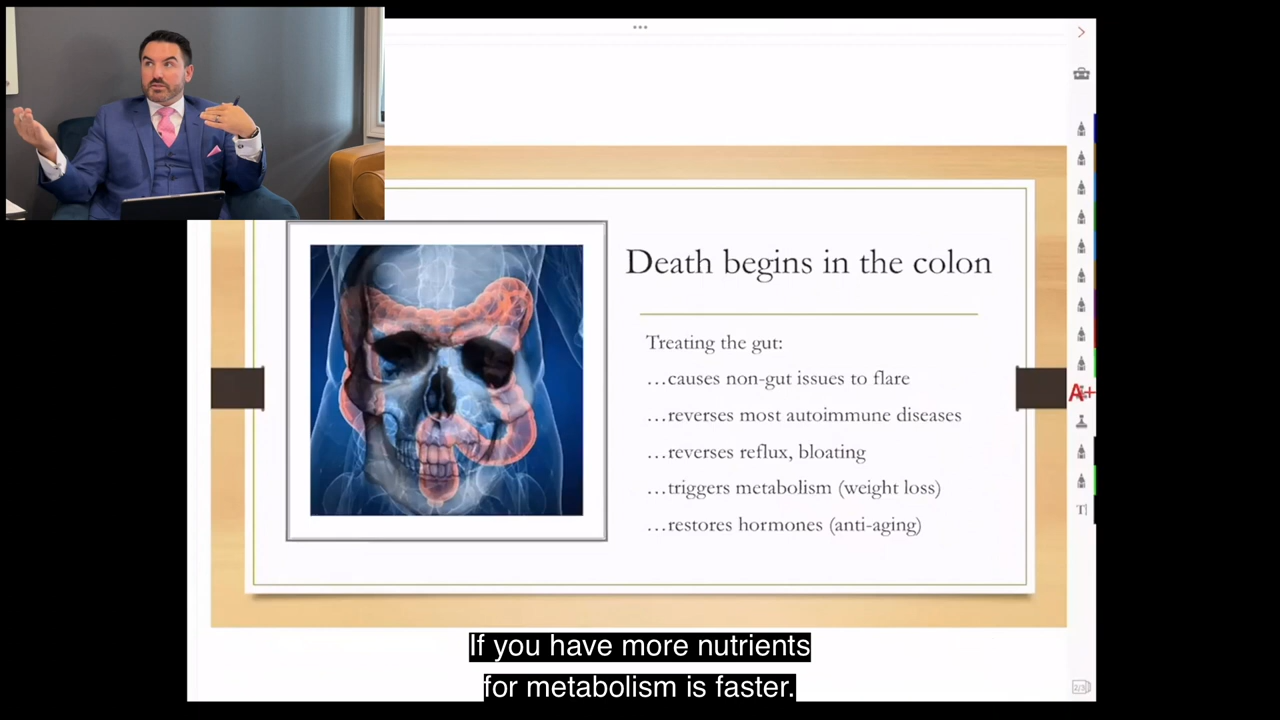 Death begins in the colon
Treating the gut:
…causes non-gut issues to flare
…reverses most autoimmune diseases
…reverses reflux, bloating
…triggers metabolism (weight loss)
…restores hormones (anti-aging)
A+
T
2/3
If you have more nutrients
for metabolism is faster.